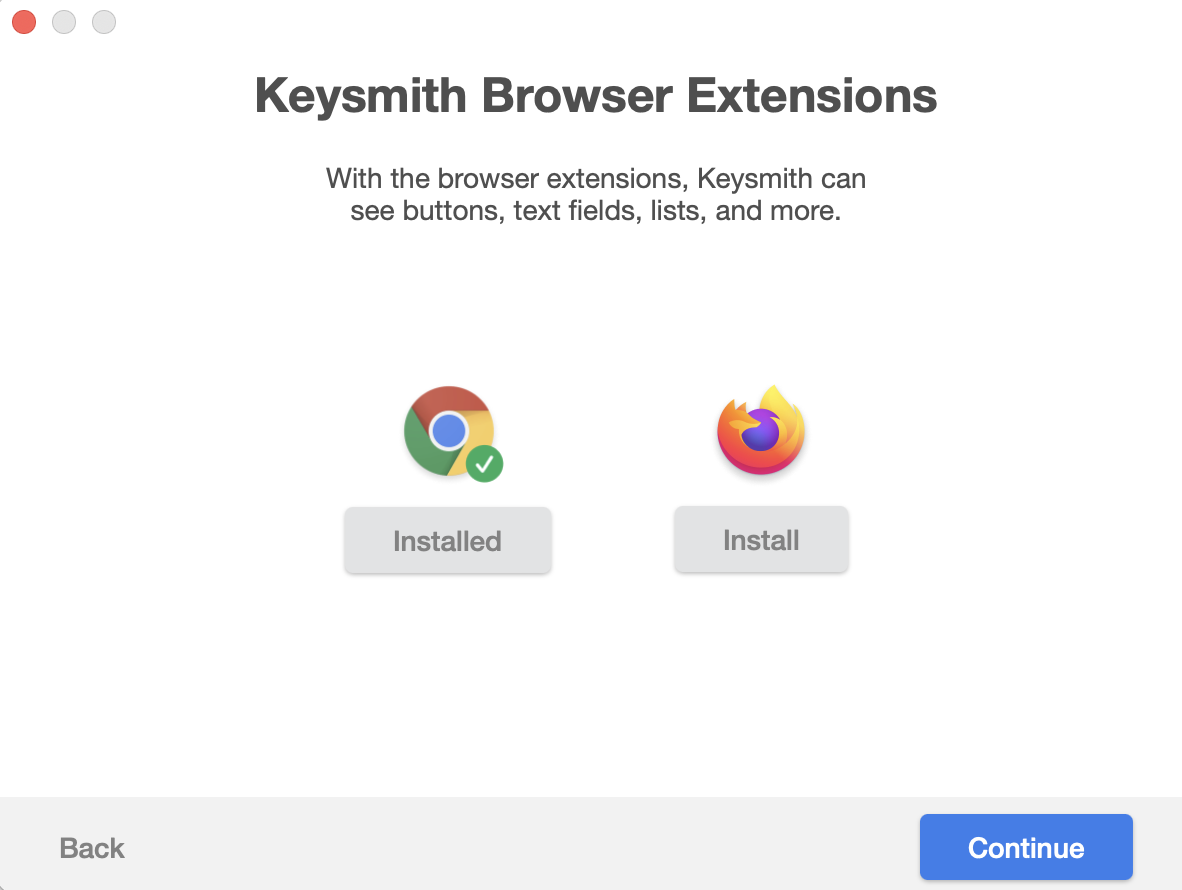 Keysmith Browser Extensions
With the browser extensions, Keysmith can
see buttons, text fields, lists, and more.
Installed
Install
Back
Continue